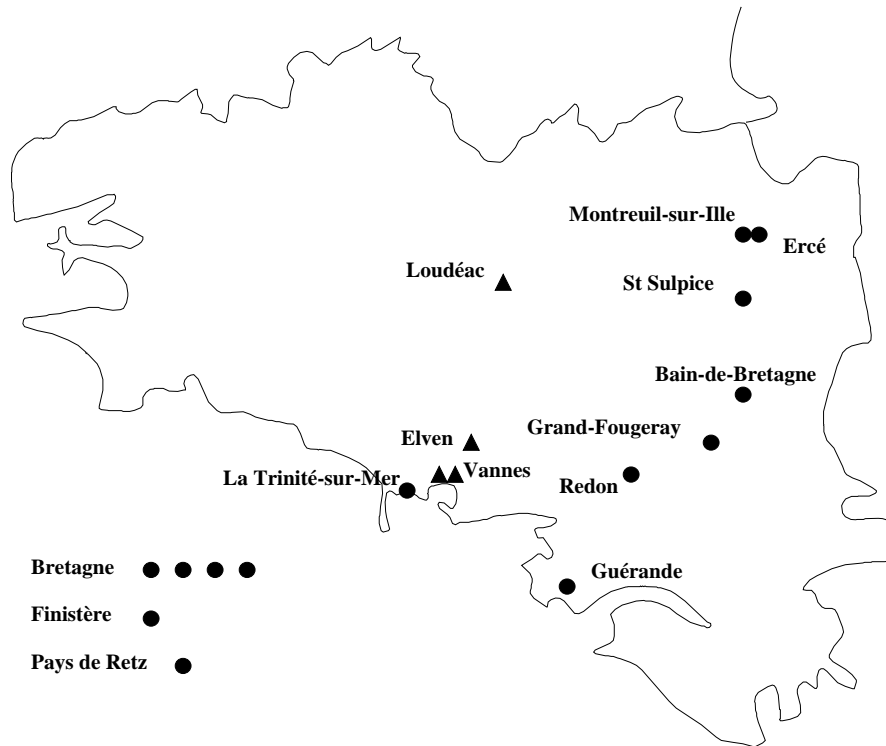 Montreuil-sur-Ille
Ercé
Loudéac
St Sulpice
Bain-de-Bretagne
Grand-Fougeray
Elven
Vannes
La Trinité-sur-Mer
Redon
Bretagne
Guérande
Finistère
Pays de Retz